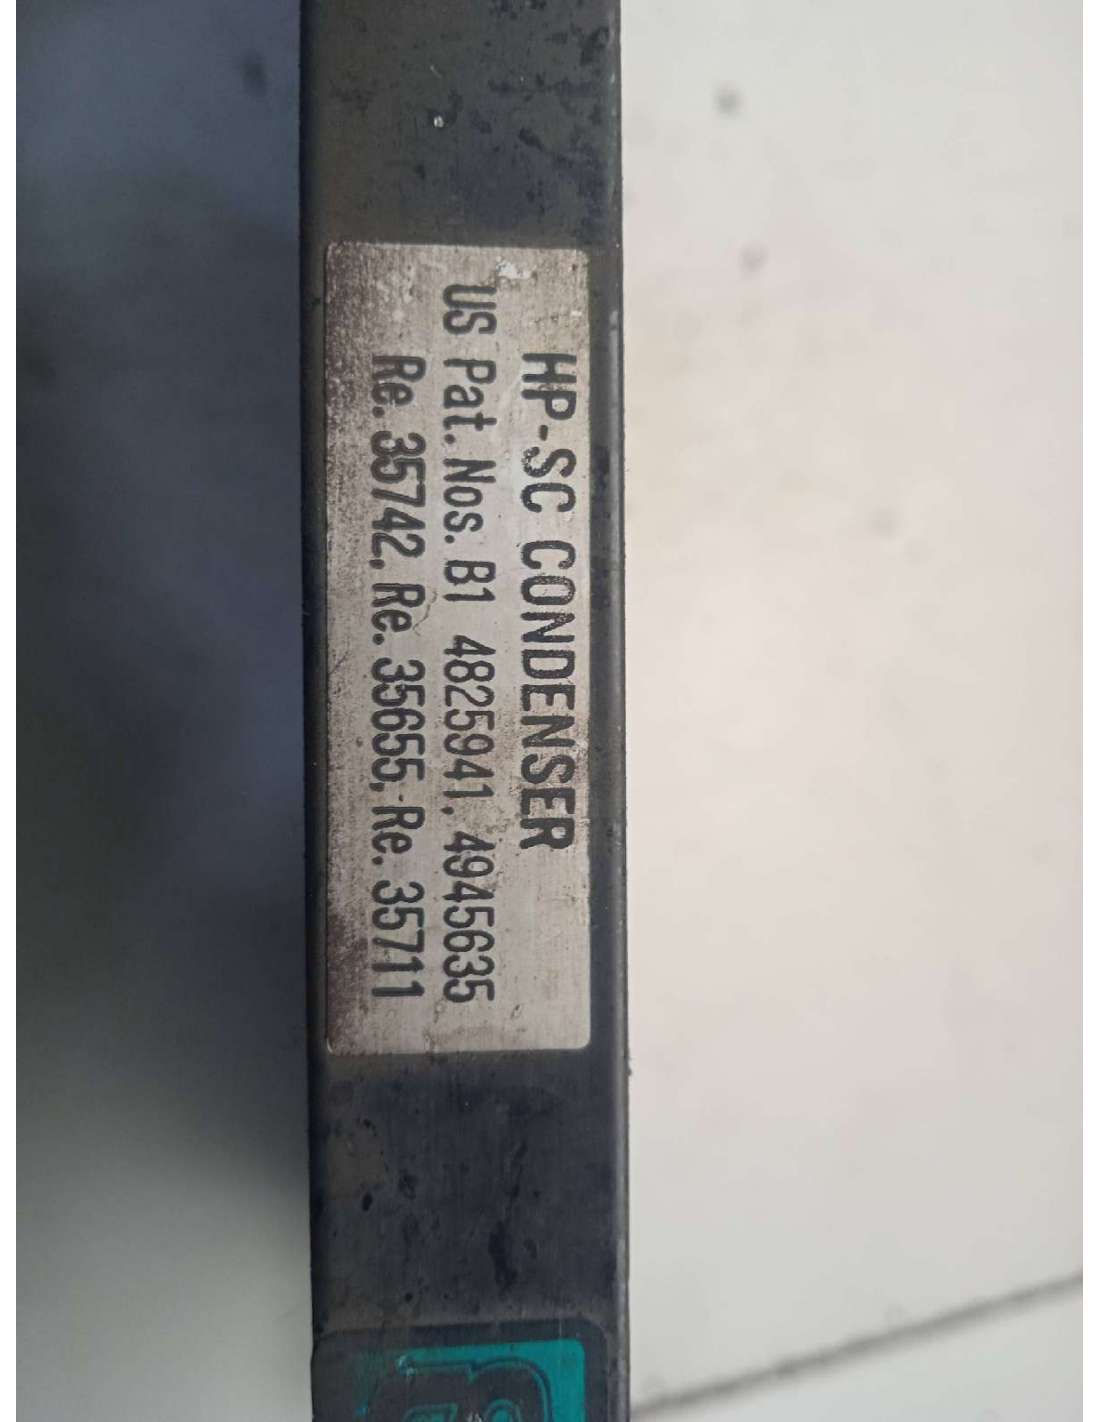 HP-SC CONDENSER
US Pat. Nos. B1 4825941, 4945635
Re. 35742, Re. 35655, Re. 35711